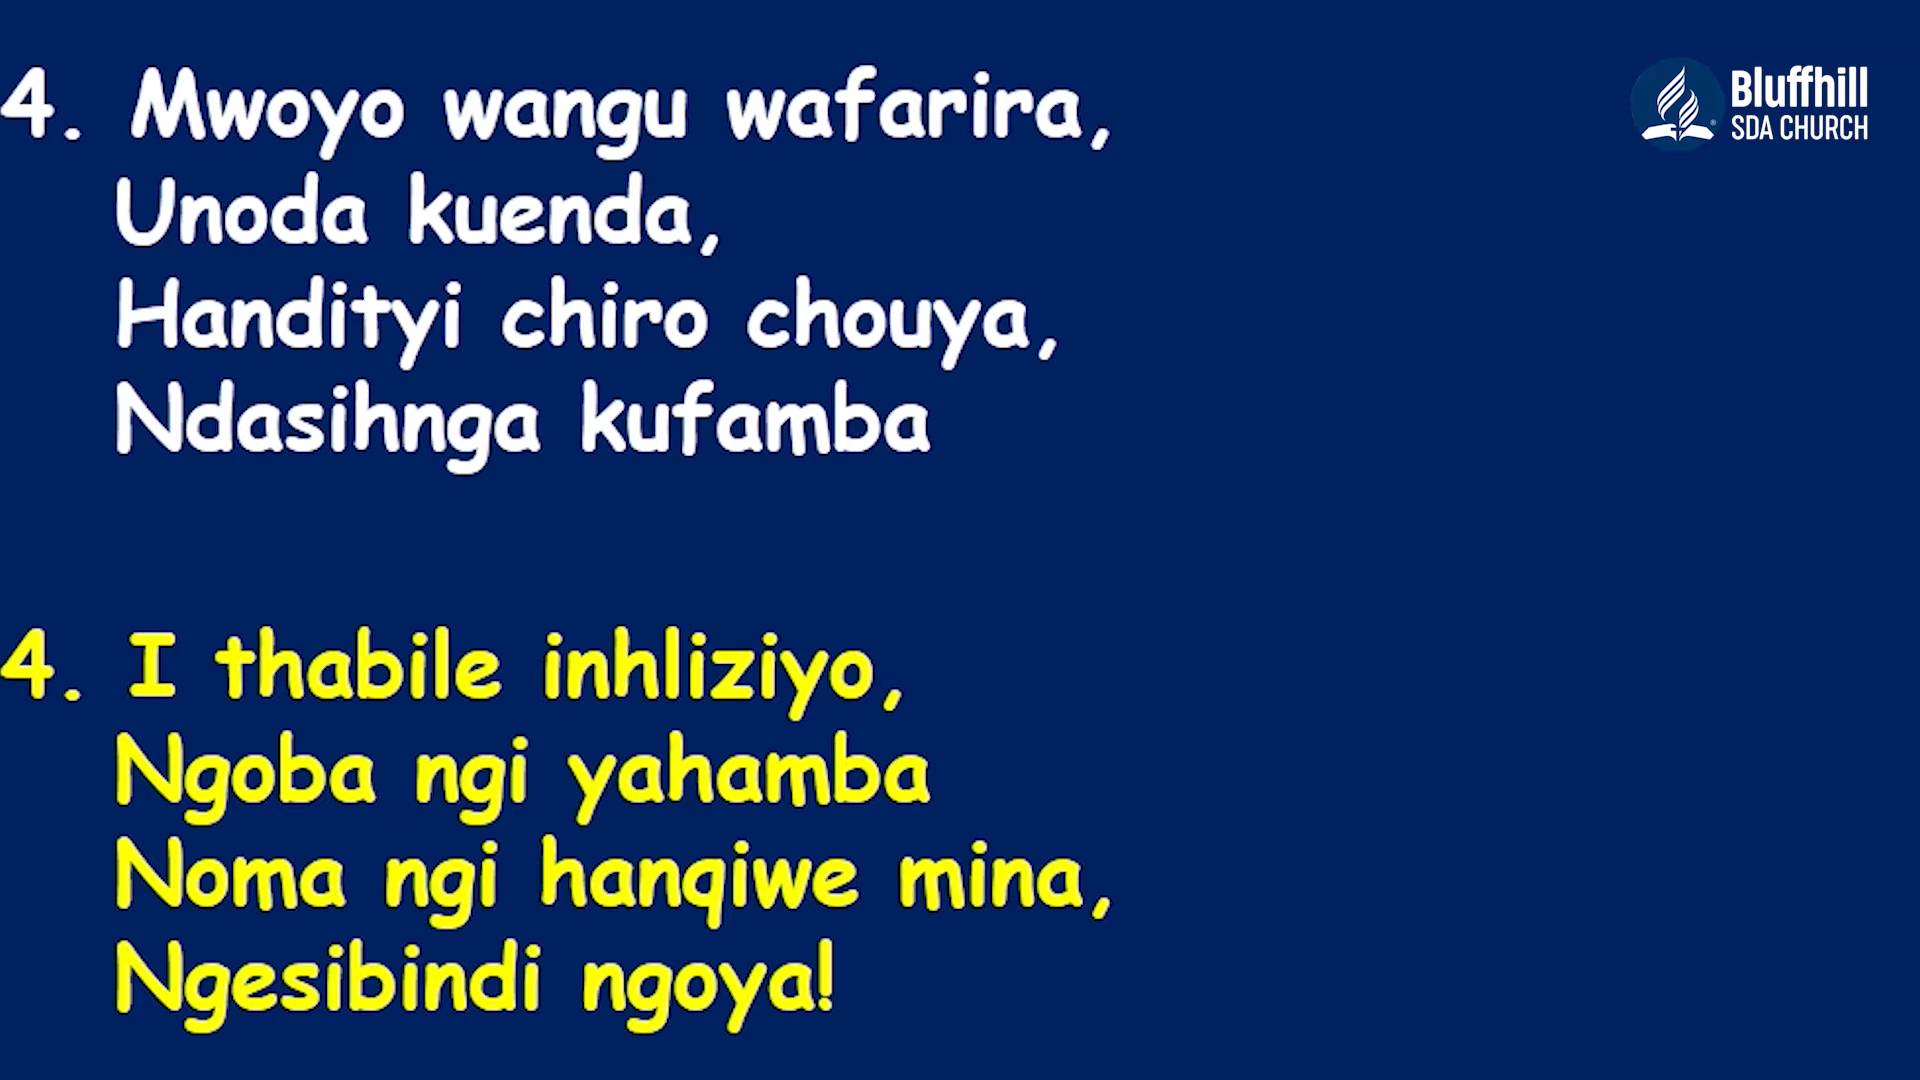 4. Mwoyo wangu wafarira,
Unoda kuenda,
Handityi chiro chouya,
Ndasihnga kufamba
4. I thabile inhliziyo,
Ngoba ngi yahamba
Noma ngi hanqiwe mina,
Ngesibindi ngoya!
Bluffhill
SDA CHURCH